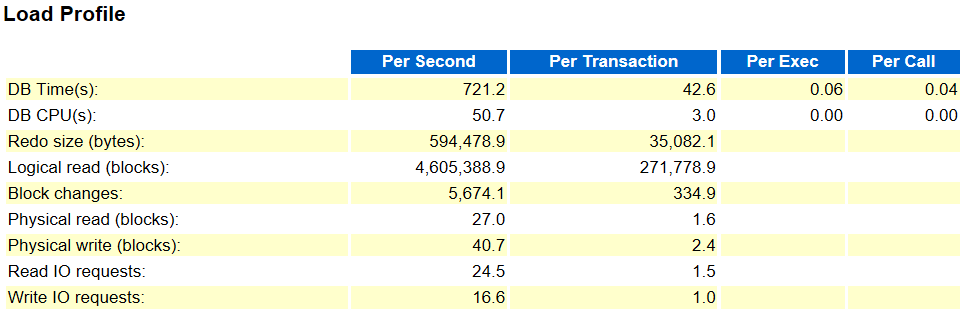 Load Profile
Per Second Per Transaction Per Exec Per Call
DB Time(s): 721.2 42.6 0.06 0.04
DB CPU(s): 50.7 3.0 0.00 0.00
Redo size (bytes): 594,478.9 35,082.1
Logical read (blocks): 4,605,388.9 271,778.9
Block changes: 5,674.1 334.9
Physical read (blocks): 27.0 1.6
Physical write (blocks): 40.7 2.4
Read IO requests: 24.5 1.5
Write IO requests: 16.6 1.0